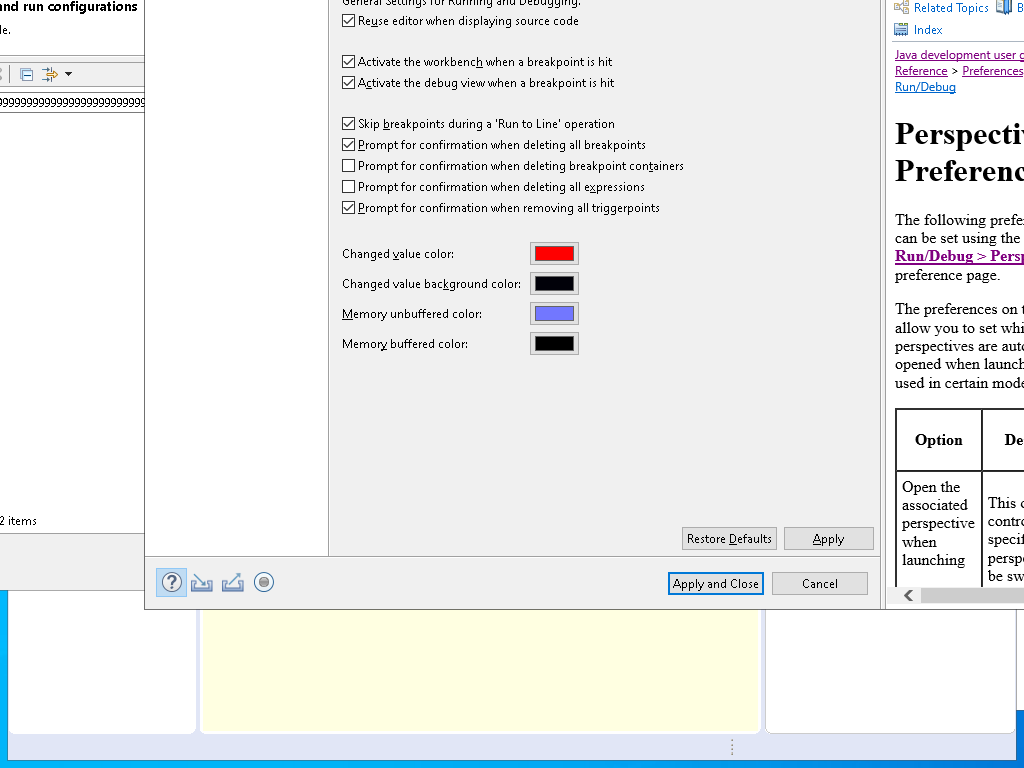 and run configurations
le.
999999999999999999999999999
2 items
General Settings for Running and Debugging.
Reuse editor when displaying source code
Activate the workbench when a breakpoint is hit
Activate the debug view when a breakpoint is hit
Skip breakpoints during a 'Run to Line' operation
Prompt for confirmation when deleting all breakpoints
Prompt for confirmation when deleting breakpoint containers
Prompt for confirmation when deleting all expressions
Prompt for confirmation when removing all triggerpoints
Changed value color:
Changed value background color:
Memory unbuffered color:
Memory buffered color:
Restore Defaults
Apply
Apply and Close
Cancel
Related Topics
B
Index
Java development user g
Reference > Preferences
Run/Debug
Perspecti
Preferenc
The following prefer
can be set using the
Run/Debug > Persp
preference page.
The preferences on t
allow you to set whi
perspectives are auto
opened when launch
used in certain mode
Option
De
Open the
associated
perspective
when
launching
This o
contro
specif
perspe
be sw